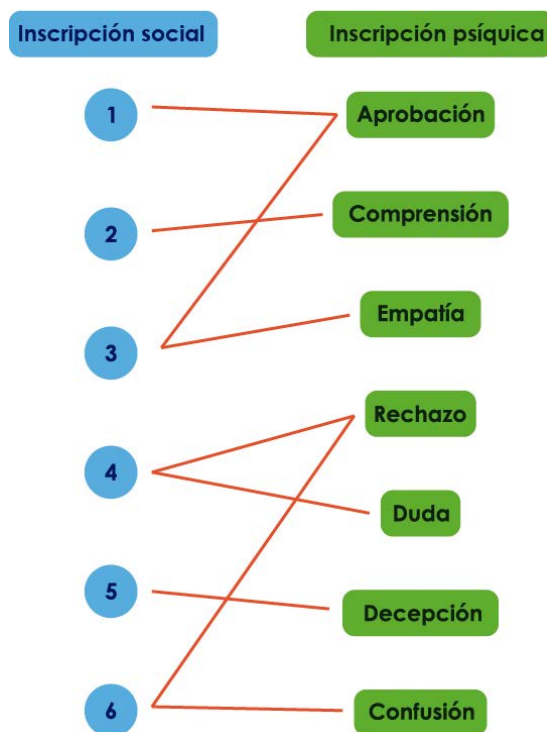 Inscripción social
Inscripción psíquica
1
Aprobación
2
Comprensión
3
Empatía
4
Rechazo
Duda
5
Decepción
6
Confusión